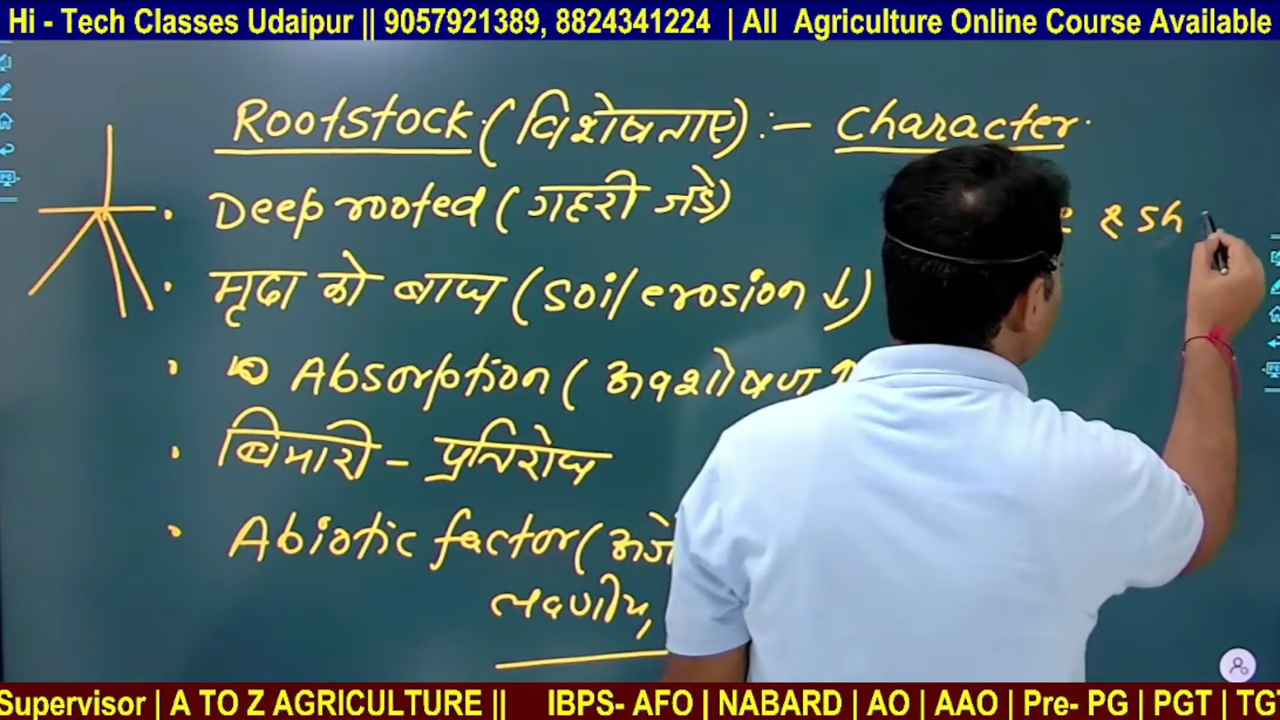 Hi - Tech Classes Udaipur || 9057921389, 8824341224 | All Agriculture Online Course Available
Rootstock (विशेषताए) :- Character
• Deep rooted (गहरी जडे)
& Sh
• मृदा को बाध (soil erosion ↓)
• Absorption (अवशोषण ↑
• बिमारी - प्रतिरोध
• Abiotic factor (अजे
लवणीय,
Supervisor | A TO Z AGRICULTURE || IBPS- AFO | NABARD | AO | AAO | Pre- PG | PGT | TGT